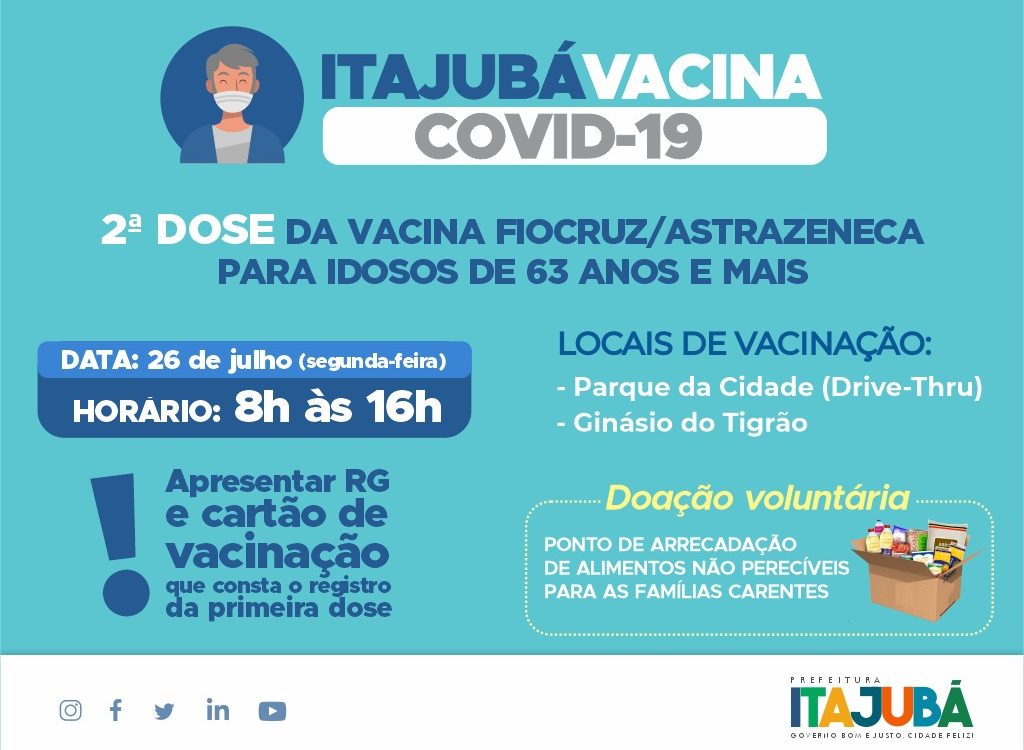 ITAJUBÁVACINA
COVID-19
2ª DOSE DA VACINA FIOCRUZ/ASTRAZENECA
PARA IDOSOS DE 63 ANOS E MAIS
DATA: 26 de julho (segunda-feira)
HORÁRIO: 8h às 16h
LOCAIS DE VACINAÇÃO:
- Parque da Cidade (Drive-Thru)
- Ginásio do Tigrão
! Apresentar RG
e cartão de
vacinação
que consta o registro
da primeira dose
Doação voluntária
PONTO DE ARRECADAÇÃO
DE ALIMENTOS NÃO PERECÍVEIS
PARA AS FAMÍLIAS CARENTES
PREFEITURA
ITAJUBÁ
GOVERNO BOM E JUSTO, CIDADE FELIZ!